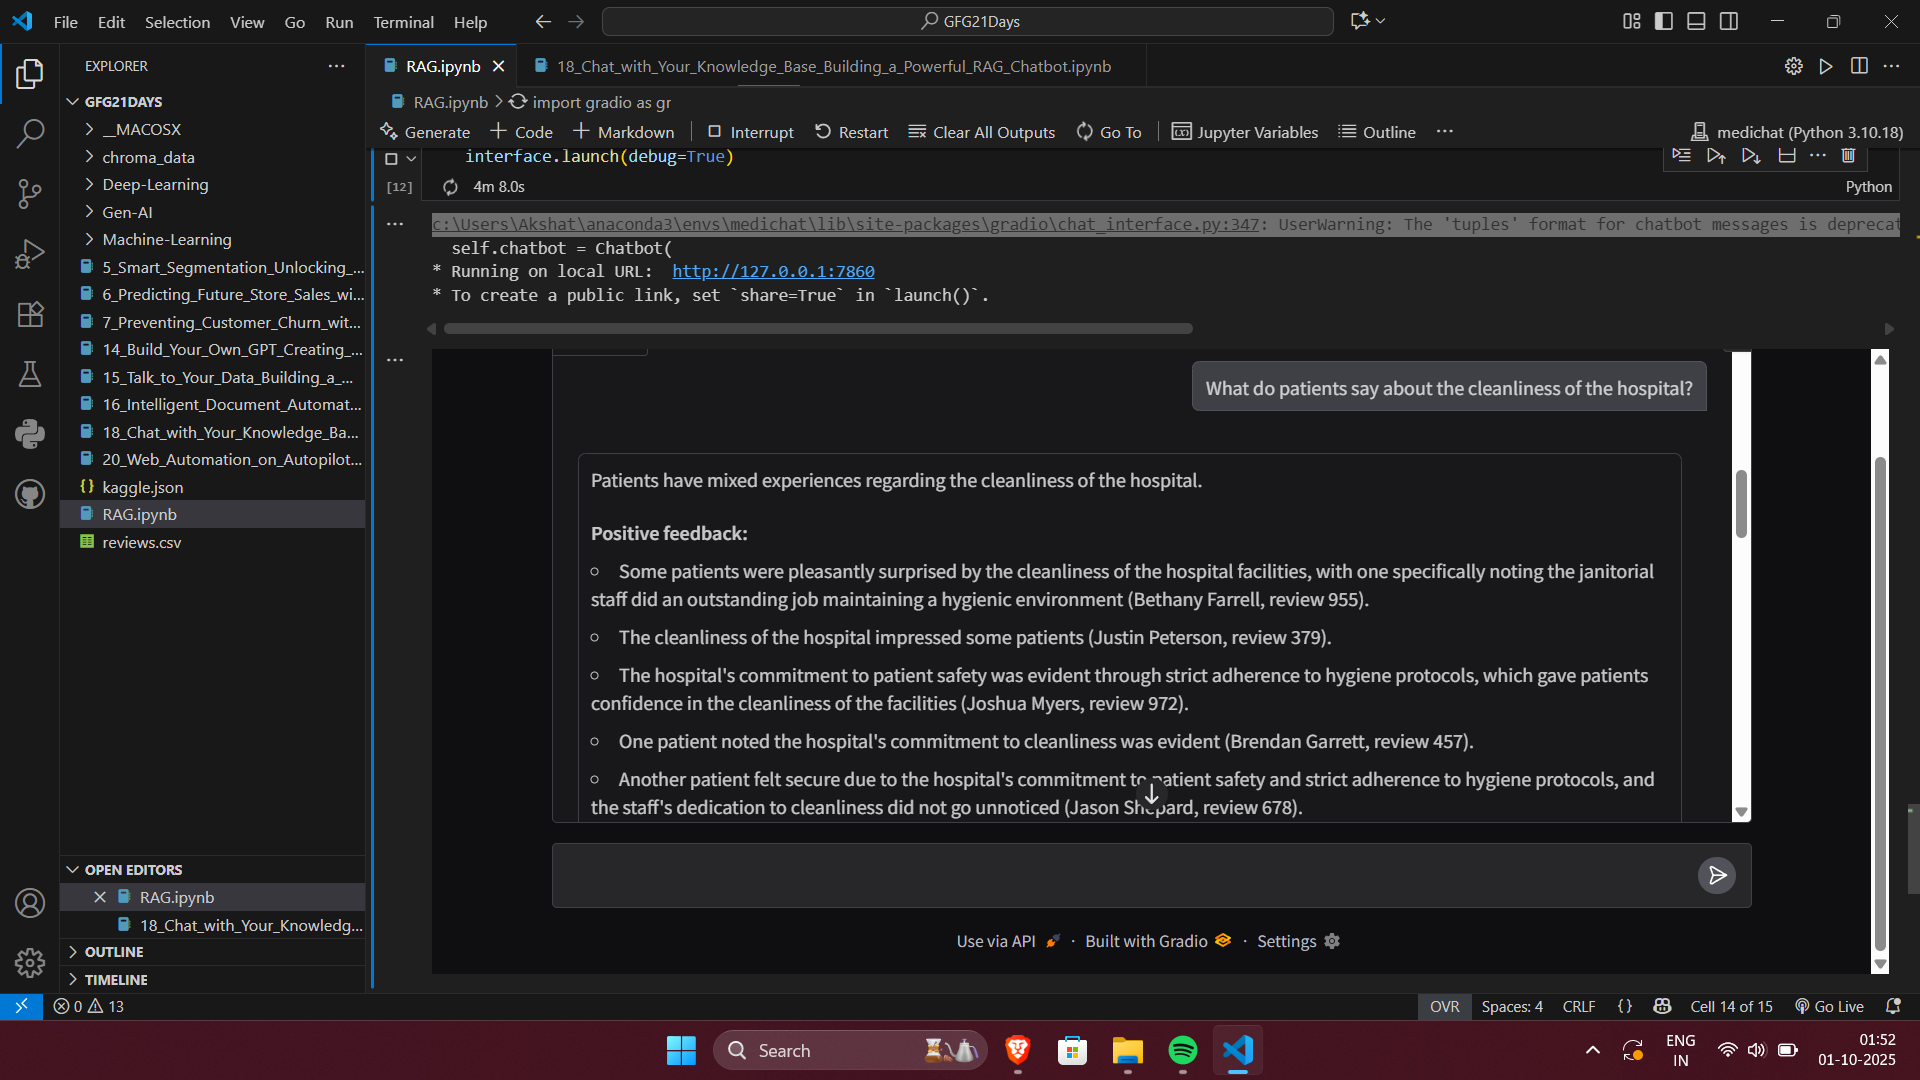 File Edit Selection View Go Run Terminal Help
GFG21Days
EXPLORER
GFG21DAYS
__MACOSX
chroma_data
Deep-Learning
Gen-AI
Machine-Learning
5_Smart_Segmentation_Unlocking_...
6_Predicting_Future_Store_Sales_wi...
7_Preventing_Customer_Churn_wit...
14_Build_Your_Own_GPT_Creating_...
15_Talk_to_Your_Data_Building_a_...
16_Intelligent_Document_Automat...
18_Chat_with_Your_Knowledge_Ba...
20_Web_Automation_on_Autopilot...
kaggle.json
RAG.ipynb
reviews.csv
OPEN EDITORS
RAG.ipynb
18_Chat_with_Your_Knowledg...
OUTLINE
TIMELINE
RAG.ipynb
18_Chat_with_Your_Knowledge_Base_Building_a_Powerful_RAG_Chatbot.ipynb
RAG.ipynb > import gradio as gr
Generate + Code + Markdown Interrupt Restart Clear All Outputs Go To Jupyter Variables Outline ...
medichat (Python 3.10.18)
interface.launch(debug=True)
[12]
4m 8.0s
Python
c:\Users\Akshat\anaconda3\envs\medichat\lib\site-packages\gradio\chat_interface.py:347: UserWarning: The 'tuples' format for chatbot messages is deprecat
self.chatbot = Chatbot(
* Running on local URL: http://127.0.0.1:7860
* To create a public link, set `share=True` in `launch()`.
What do patients say about the cleanliness of the hospital?
Patients have mixed experiences regarding the cleanliness of the hospital.
Positive feedback:
Some patients were pleasantly surprised by the cleanliness of the hospital facilities, with one specifically noting the janitorial
staff did an outstanding job maintaining a hygienic environment (Bethany Farrell, review 955).
The cleanliness of the hospital impressed some patients (Justin Peterson, review 379).
The hospital's commitment to patient safety was evident through strict adherence to hygiene protocols, which gave patients
confidence in the cleanliness of the facilities (Joshua Myers, review 972).
One patient noted the hospital's commitment to cleanliness was evident (Brendan Garrett, review 457).
Another patient felt secure due to the hospital's commitment to patient safety and strict adherence to hygiene protocols, and
the staff's dedication to cleanliness did not go unnoticed (Jason Shepard, review 678).
Use via API · Built with Gradio · Settings
0 13
OVR Spaces: 4 CRLF {} Cell 14 of 15 Go Live
Search
ENG
IN
01:52
01-10-2025